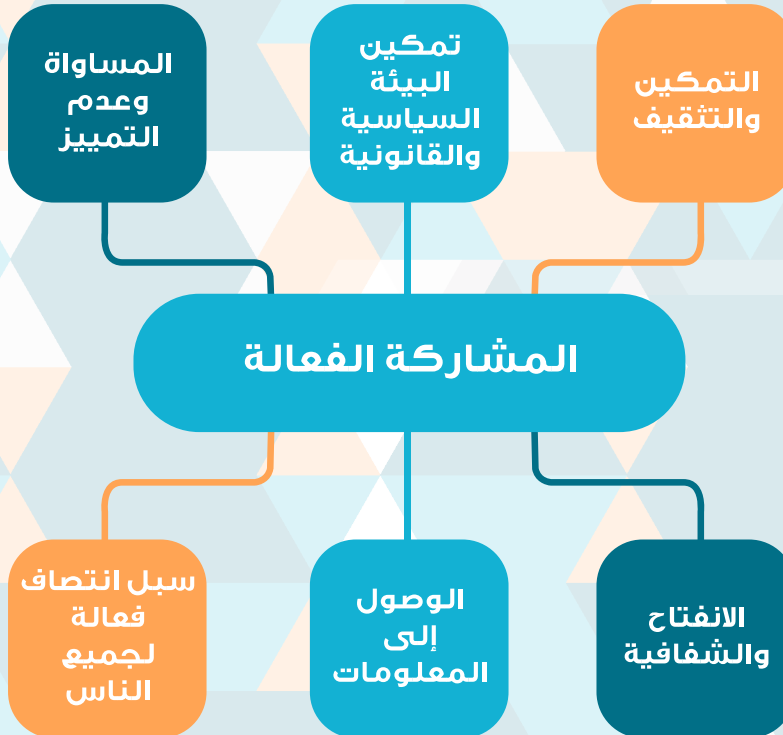 التمكين
والتثقيف
تمكين
البيئة
السياسية
والقانونية
المساواة
وعدم
التمييز
المشاركة الفعالة
الانفتاح
والشفافية
الوصول
إلى
المعلومات
سبل انتصاف
فعالة
لجميع
الناس